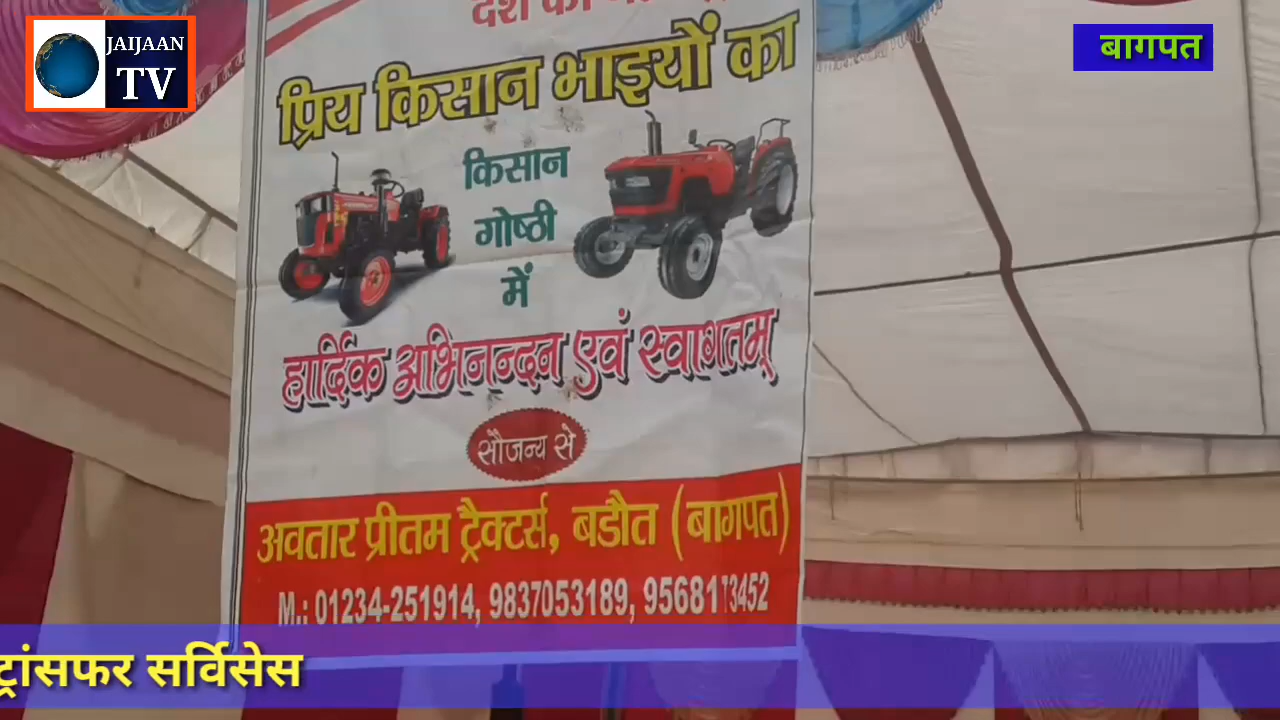 JAIJAAN
TV
बागपत
प्रिय किसान भाइयों का
किसान
गोष्ठी
में
हार्दिक अभिनन्दन एवं स्वागतम्
सौजन्य से
अवतार प्रीतम ट्रैक्टर्स, बडौत (बागपत)
M.: 01234-251914, 9837053189, 9568173452
ट्रांसफर सर्विसेस